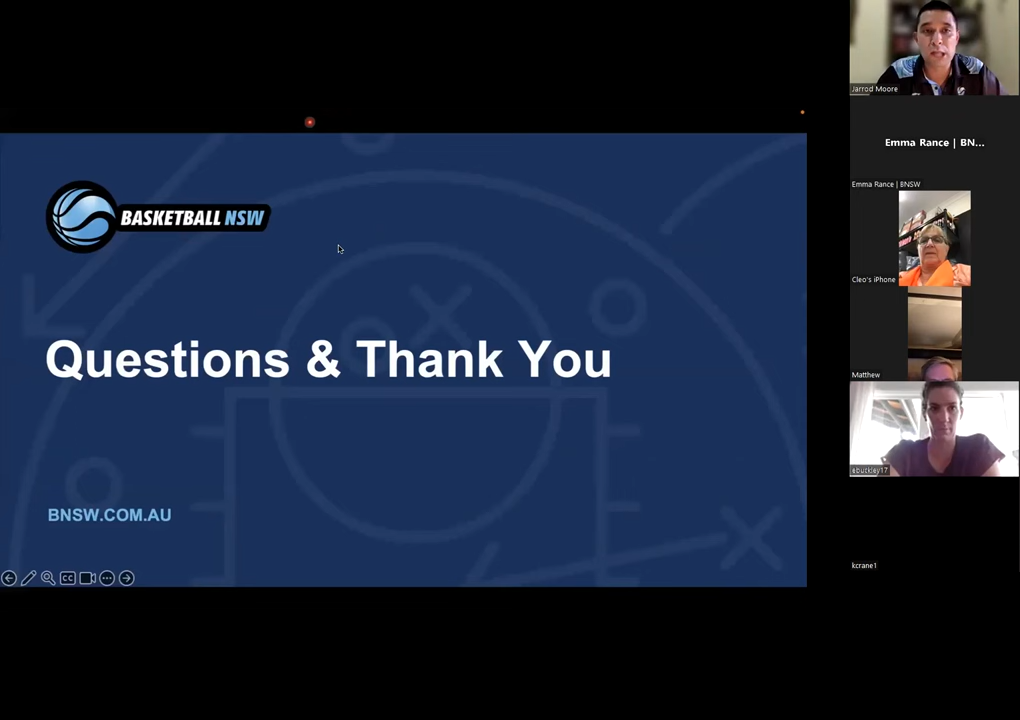 BASKETBALL NSW
Questions & Thank You
BNSW.COM.AU
CC
Jarrod Moore
Emma Rance | BN...
Emma Rance | BNSW
Cleo's iPhone
Matthew
ebuckley17
kcrane1